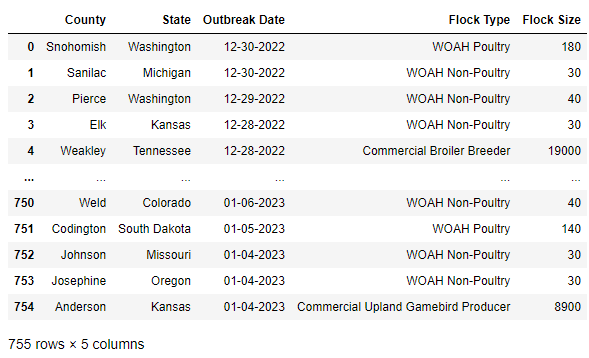 County State Outbreak Date Flock Type Flock Size
0 Snohomish Washington 12-30-2022 WOAH Poultry 180
1 Sanilac Michigan 12-30-2022 WOAH Non-Poultry 30
2 Pierce Washington 12-29-2022 WOAH Non-Poultry 40
3 Elk Kansas 12-28-2022 WOAH Non-Poultry 30
4 Weakley Tennessee 12-28-2022 Commercial Broiler Breeder 19000
... ... ... ... ... ...
750 Weld Colorado 01-06-2023 WOAH Non-Poultry 40
751 Codington South Dakota 01-05-2023 WOAH Poultry 140
752 Johnson Missouri 01-04-2023 WOAH Non-Poultry 30
753 Josephine Oregon 01-04-2023 WOAH Non-Poultry 30
754 Anderson Kansas 01-04-2023 Commercial Upland Gamebird Producer 8900
755 rows × 5 columns